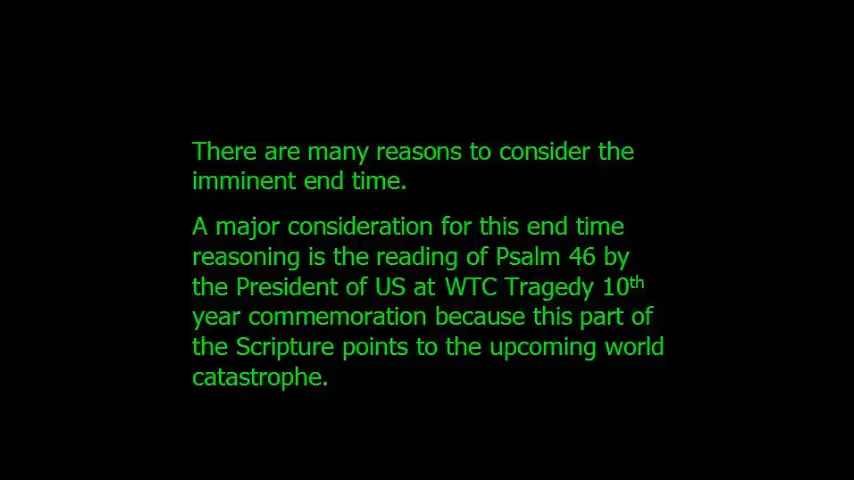 There are many reasons to consider the
imminent end time.
A major consideration for this end time
reasoning is the reading of Psalm 46 by
the President of US at WTC Tragedy 10th
year commemoration because this part of
the Scripture points to the upcoming world
catastrophe.